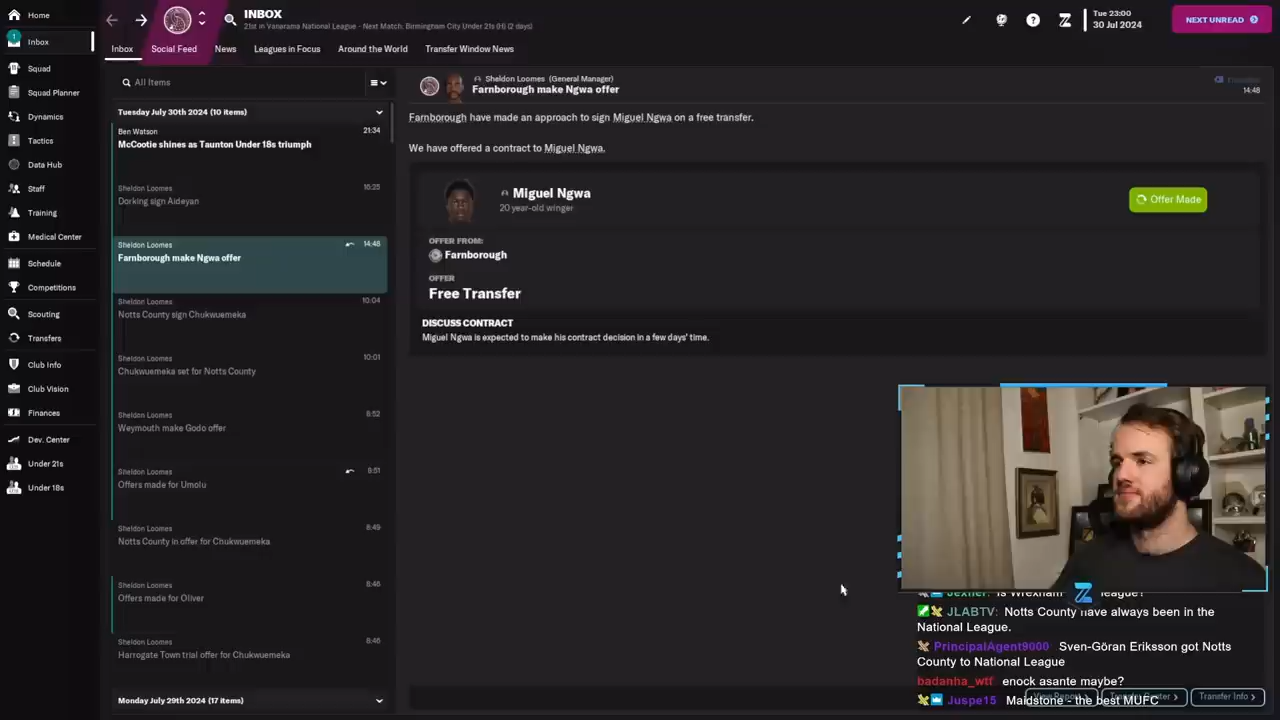 Home
Inbox
Squad
Squad Planner
Dynamics
Tactics
Data Hub
Staff
Training
Medical Center
Schedule
Competitions
Scouting
Transfers
Club Info
Club Vision
Finances
Dev. Center
Under 21s
Under 18s
INBOX
21st in Vanarama National League - Next Match: Birmingham City Under 21s (H) (2 days)
Tue 23:00
30 Jul 2024
NEXT UNREAD
Inbox
Social Feed
News
Leagues in Focus
Around the World
Transfer Window News
All Items
Tuesday July 30th 2024 (10 items)
Ben Watson 21:34
McCootie shines as Taunton Under 18s triumph
Sheldon Loomes 16:25
Dorking sign Aideyan
Sheldon Loomes 14:48
Farnborough make Ngwa offer
Sheldon Loomes 10:04
Notts County sign Chukwuemeka
Sheldon Loomes 10:01
Chukwuemeka set for Notts County
Sheldon Loomes 8:52
Weymouth make Godo offer
Sheldon Loomes 8:51
Offers made for Umolu
Sheldon Loomes 8:49
Notts County in offer for Chukwuemeka
Sheldon Loomes 8:46
Offers made for Oliver
Sheldon Loomes 8:46
Harrogate Town trial offer for Chukwuemeka
Monday July 29th 2024 (17 items)
Sheldon Loomes (General Manager)
Farnborough make Ngwa offer
14:48
Farnborough have made an approach to sign Miguel Ngwa on a free transfer.
We have offered a contract to Miguel Ngwa.
Miguel Ngwa
20 year-old winger
Offer Made
OFFER FROM:
Farnborough
OFFER
Free Transfer
DISCUSS CONTRACT
Miguel Ngwa is expected to make his contract decision in a few days' time.
Jexner: Is Wrexham league?
JLABTV: Notts County have always been in the
National League.
PrincipalAgent9000 Sven-Göran Eriksson got Notts
County to National League
badanha_wtf enock asante maybe?
Juspe15 Maidstone - the best MUFC
View Report
Transfer Center
Transfer Info